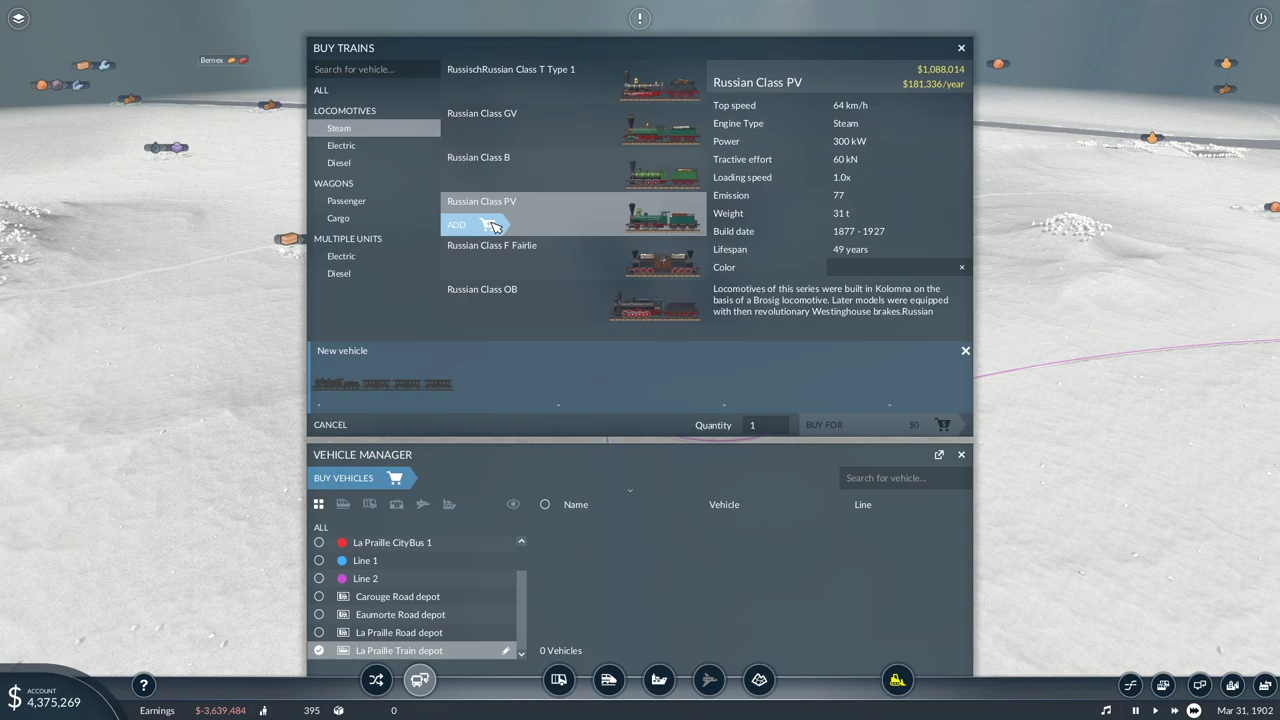 Bernex
BUY TRAINS
Search for vehicle...
ALL
LOCOMOTIVES
Steam
Electric
Diesel
WAGONS
Passenger
Cargo
MULTIPLE UNITS
Electric
Diesel
RussischRussian Class T Type 1
Russian Class GV
Russian Class B
Russian Class PV
ADD
Russian Class F Fairlie
Russian Class OB
$1,088,014
Russian Class PV
$181,336/year
Top speed 64 km/h
Engine Type Steam
Power 300 kW
Tractive effort 60 kN
Loading speed 1.0x
Emission 77
Weight 31 t
Build date 1877 - 1927
Lifespan 49 years
Color
Locomotives of this series were built in Kolomna on the
basis of a Brosig locomotive. Later models were equipped
with then revolutionary Westinghouse brakes.Russian
New vehicle
- - - -
CANCEL Quantity 1 BUY FOR $0
VEHICLE MANAGER
BUY VEHICLES Search for vehicle...
Name Vehicle Line
ALL
La Praille CityBus 1
Line 1
Line 2
Carouge Road depot
Eaumorte Road depot
La Praille Road depot
La Praille Train depot 0 Vehicles
$ ACCOUNT
4,375,269
?
Earnings $-3,639,484 395 0 Mar 31, 1902